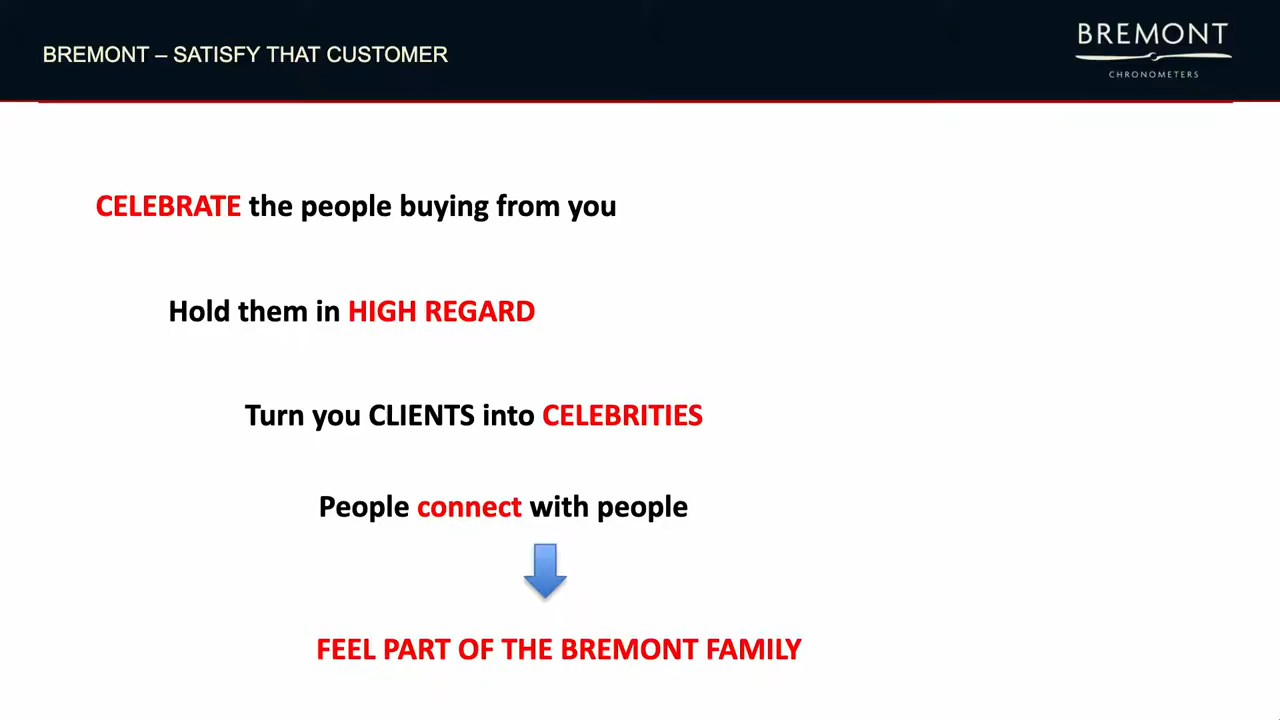 BREMONT – SATISFY THAT CUSTOMER
BREMONT
CHRONOMETERS
CELEBRATE the people buying from you
Hold them in HIGH REGARD
Turn you CLIENTS into CELEBRITIES
People connect with people
FEEL PART OF THE BREMONT FAMILY